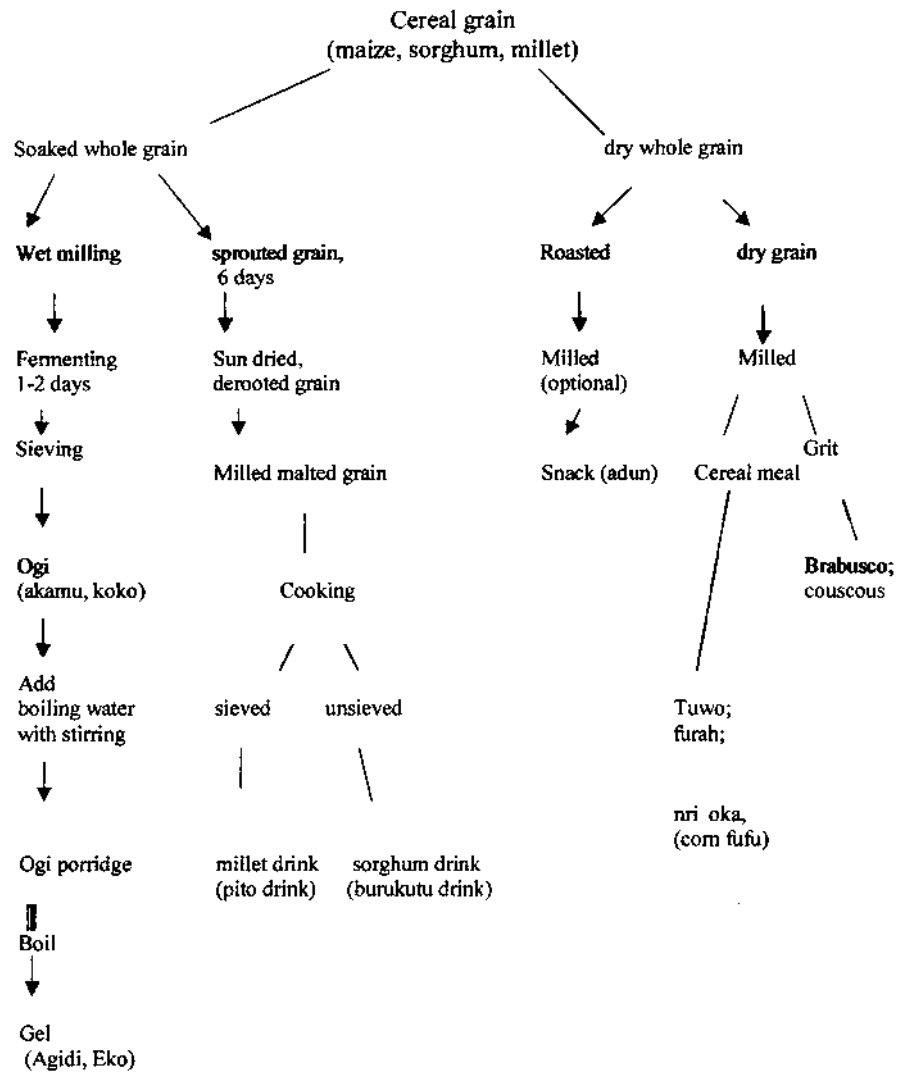 Cereal grain
(maize, sorghum, millet)
Soaked whole grain
dry whole grain
Wet milling
sprouted grain,
6 days
Roasted
dry grain
Fermenting
1-2 days
Sun dried,
derooted grain
Milled
(optional)
Milled
Sieving
Milled malted grain
Snack (adun)
Cereal meal
Grit
Ogi
(akamu, koko)
Cooking
Brabusco;
couscous
Add
boiling water
with stirring
sieved
unsieved
Tuwo;
furah;
nri oka,
(corn fufu)
Ogi porridge
millet drink
(pito drink)
sorghum drink
(burukutu drink)
Boil
Gel
(Agidi, Eko)